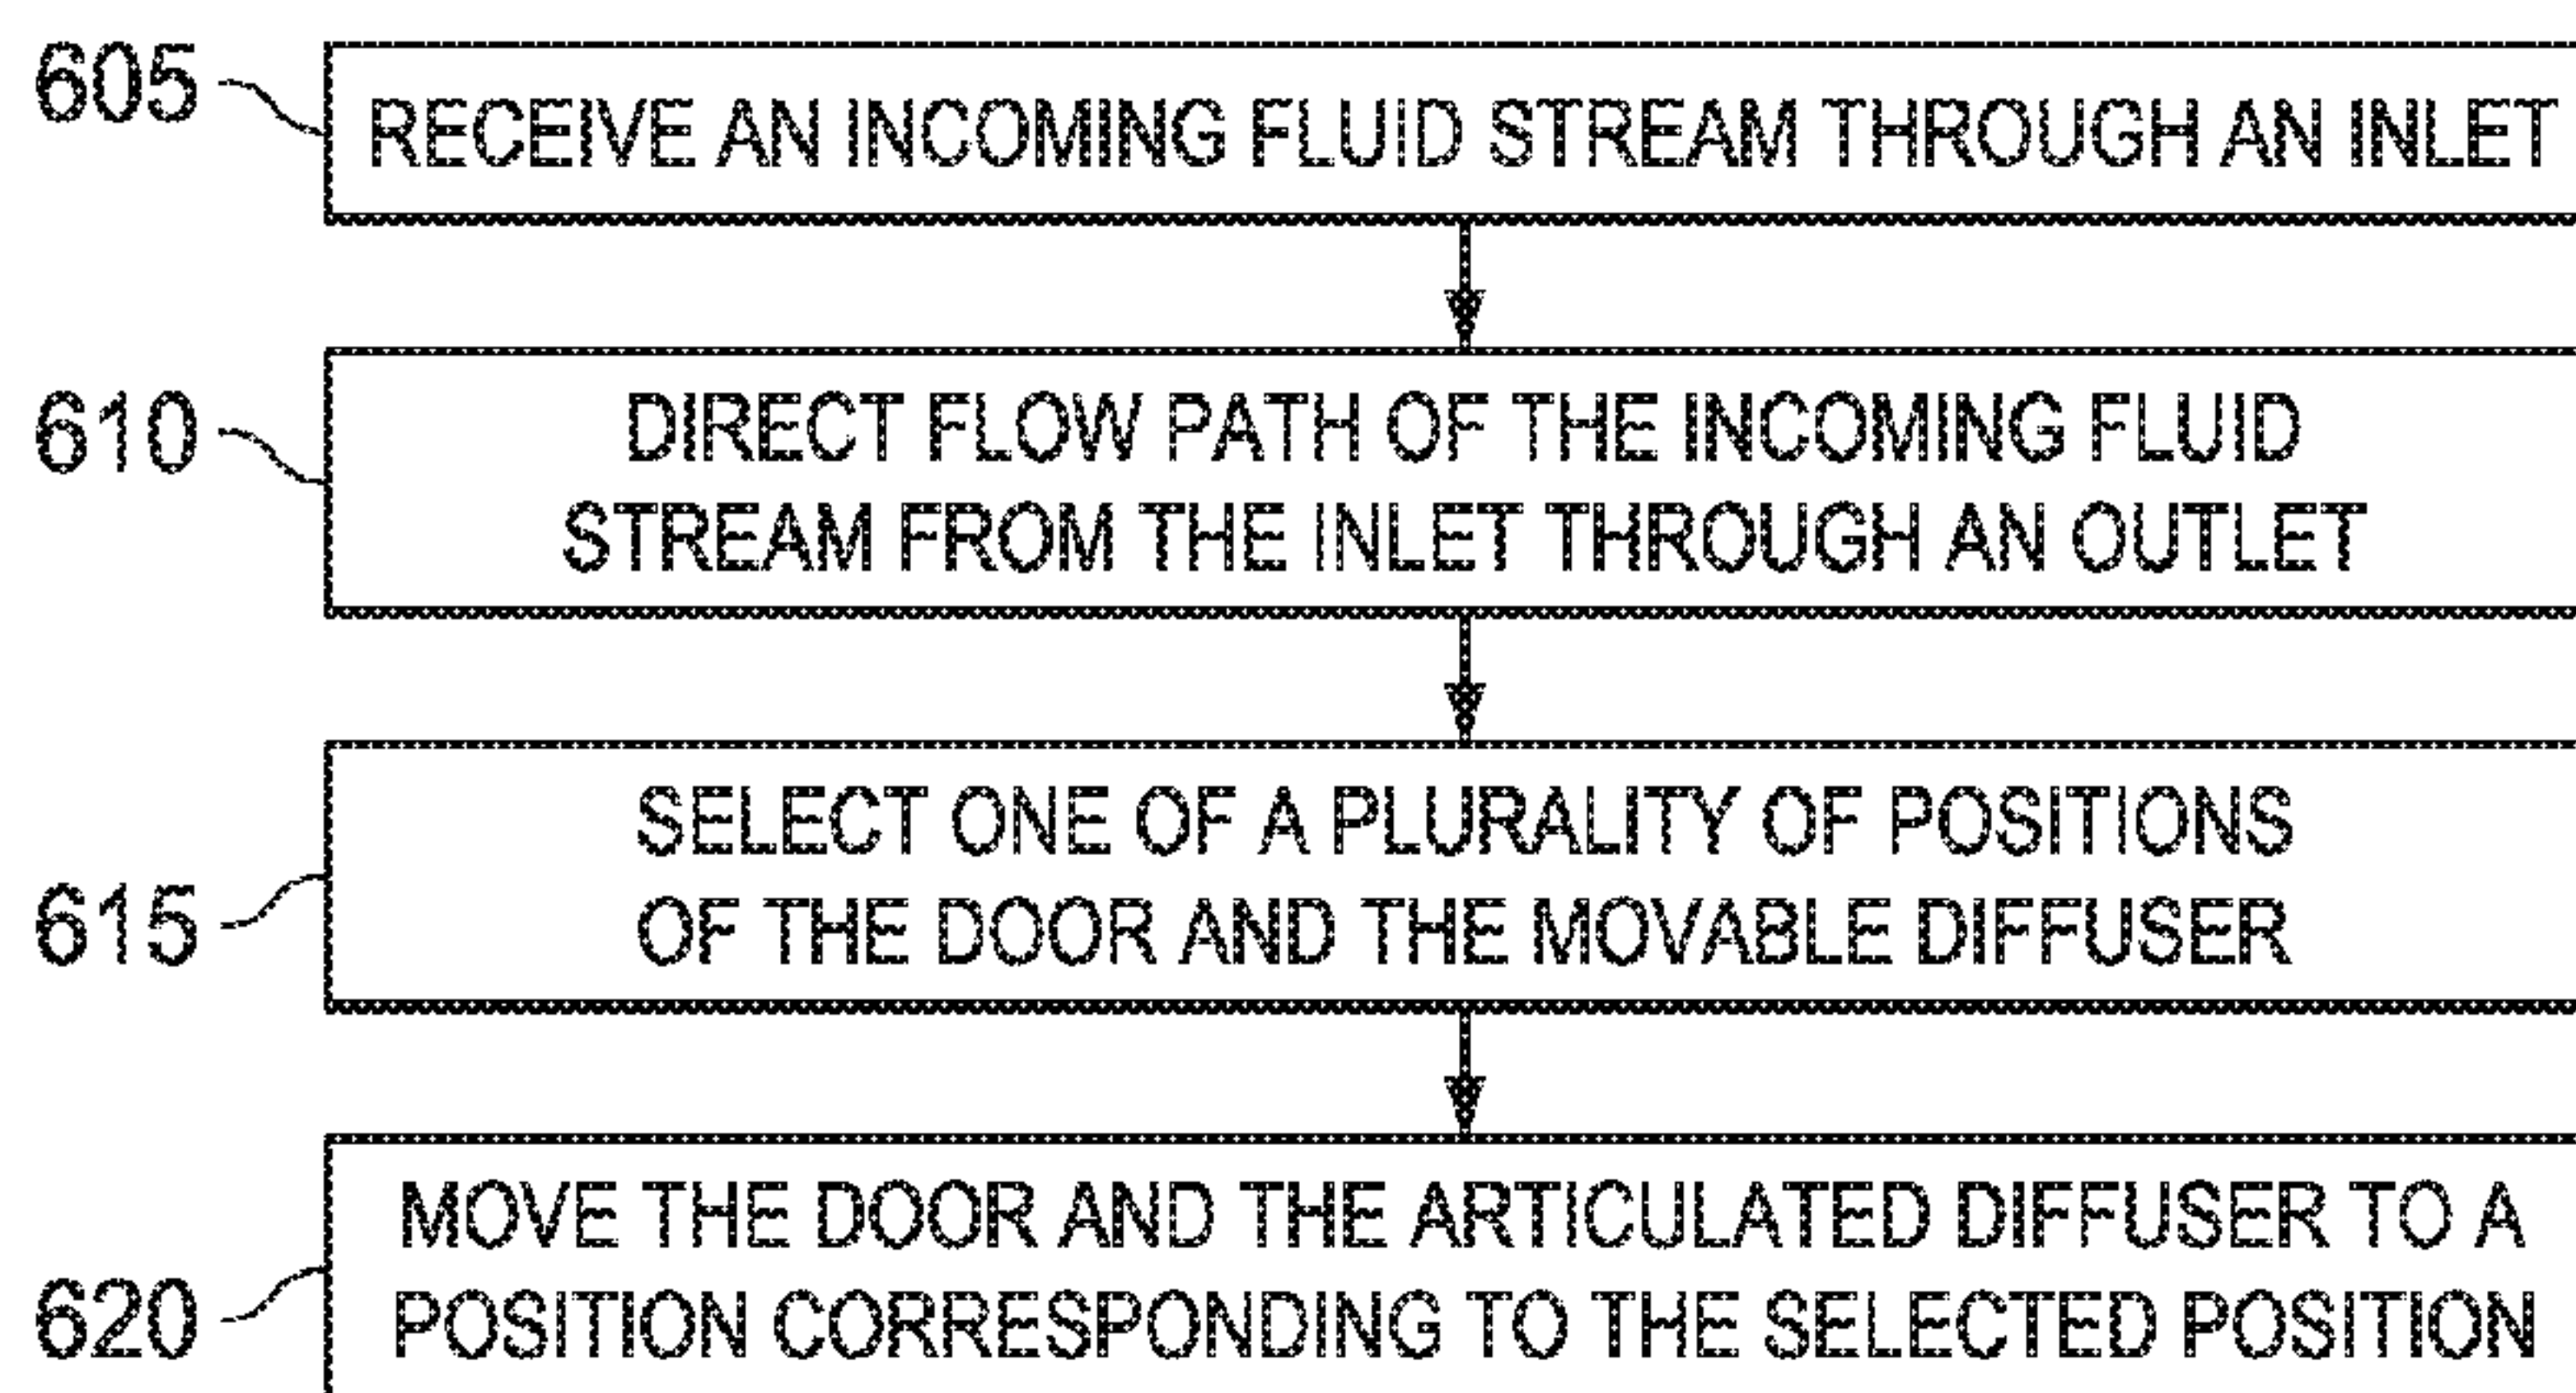 605
RECEIVE AN INCOMING FLUID STREAM THROUGH AN INLET
610
DIRECT FLOW PATH OF THE INCOMING FLUID
STREAM FROM THE INLET THROUGH AN OUTLET
615
SELECT ONE OF A PLURALITY OF POSITIONS
OF THE DOOR AND THE MOVABLE DIFFUSER
620
MOVE THE DOOR AND THE ARTICULATED DIFFUSER TO A
POSITION CORRESPONDING TO THE SELECTED POSITION